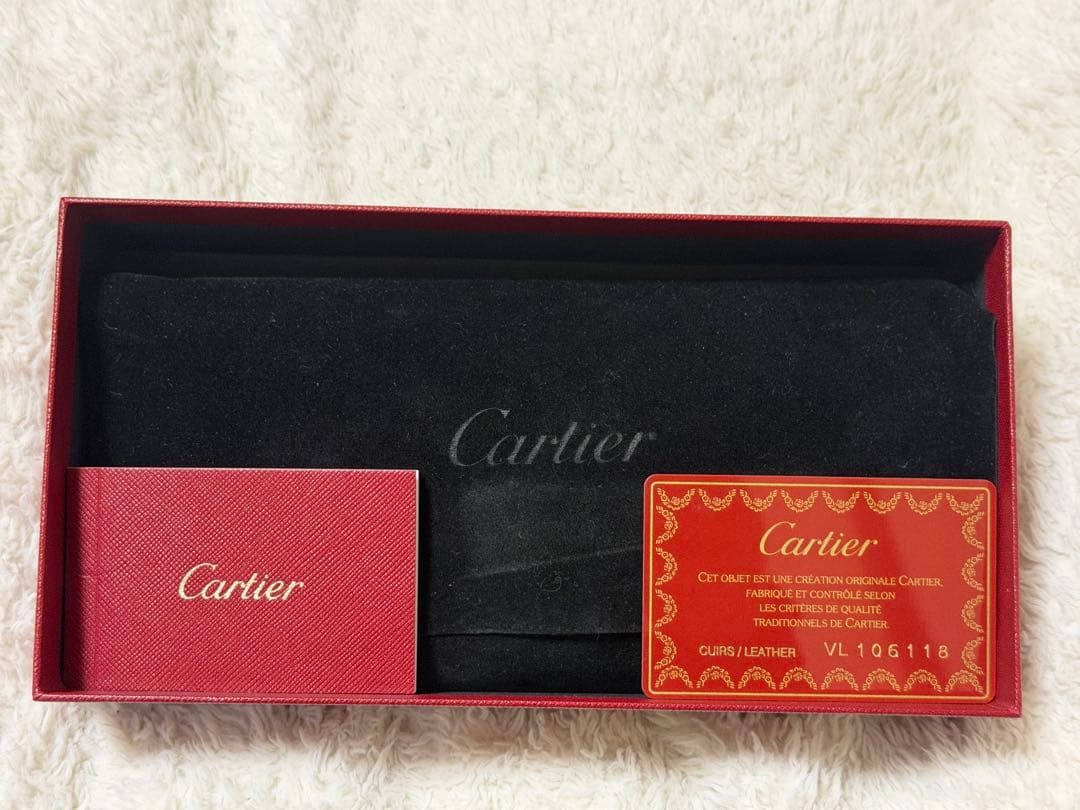 Cartier
Cartier
Cartier
CET OBJET EST UNE CRÉATION ORIGINALE CARTIER,
FABRIQUÉ ET CONTRÔLÉ SELON
LES CRITÈRES DE QUALITÉ
TRADITIONNELS DE CARTIER.
CUIRS / LEATHER VL 106118